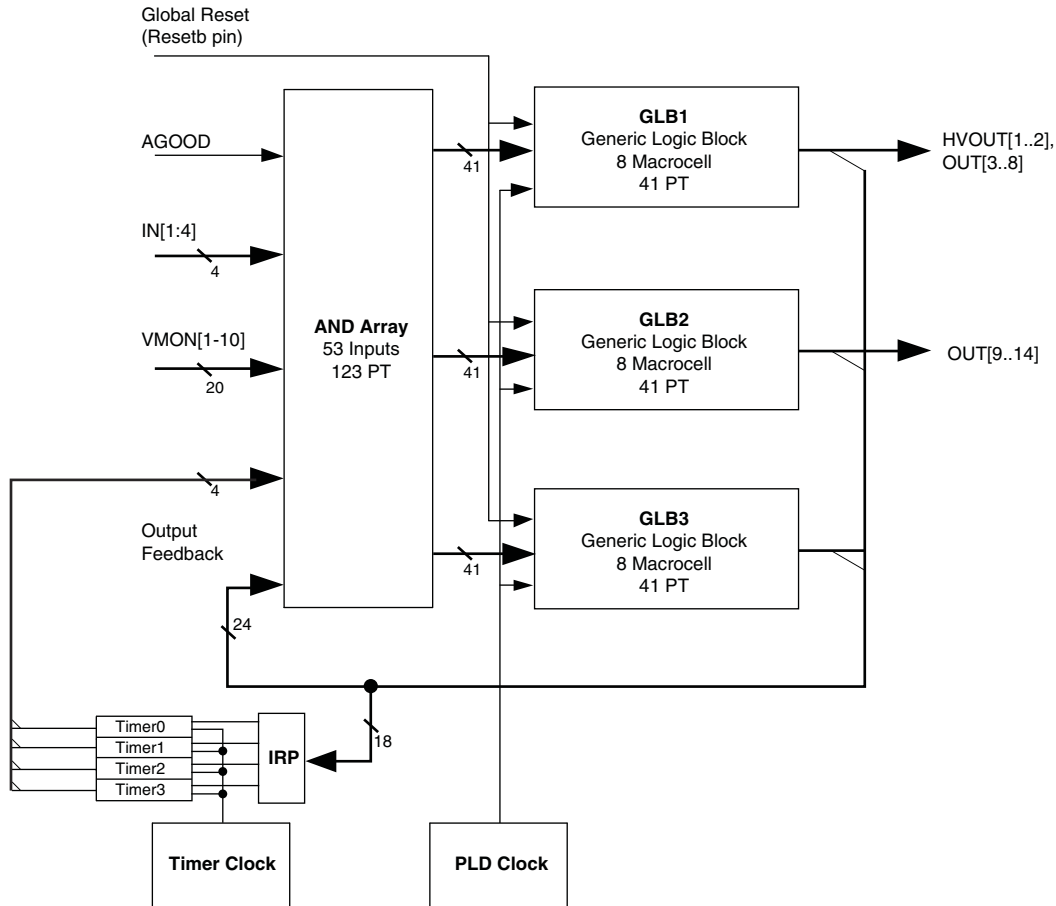 Global Reset
(Resetb pin)
AGOOD
IN[1:4]
4
VMON[1-10]
20
4
Output
Feedback
24
AND Array
53 Inputs
123 PT
41
41
41
GLB1
Generic Logic Block
8 Macrocell
41 PT
HVOUT[1..2],
OUT[3..8]
GLB2
Generic Logic Block
8 Macrocell
41 PT
OUT[9..14]
GLB3
Generic Logic Block
8 Macrocell
41 PT
18
Timer0
Timer1
Timer2
Timer3
IRP
Timer Clock
PLD Clock